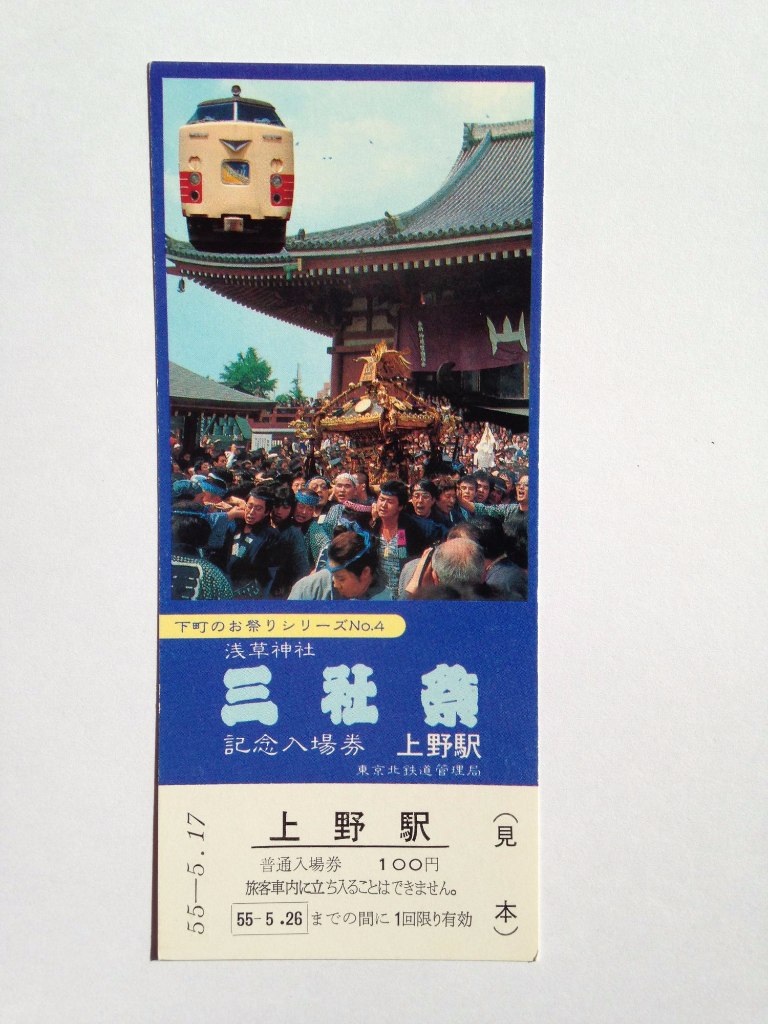 下町のお祭りシリーズNo.4
浅草神社
三社祭
記念入場券 上野駅
東京北鉄道管理局
55-5.17
上野駅
普通入場券 100円
旅客車内に立ち入ることはできません。
55-5.26 までの間に1回限り有効
(見本)